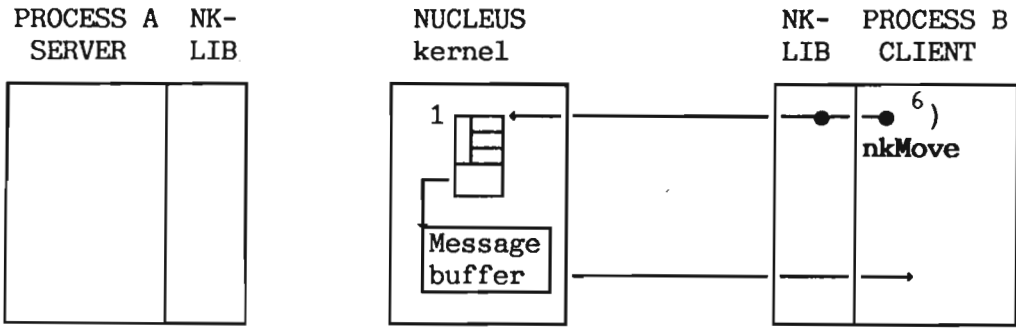 PROCESS A NK-
SERVER LIB
NUCLEUS
kernel
NK- PROCESS B
LIB CLIENT
1
6)
nkMove
Message
buffer